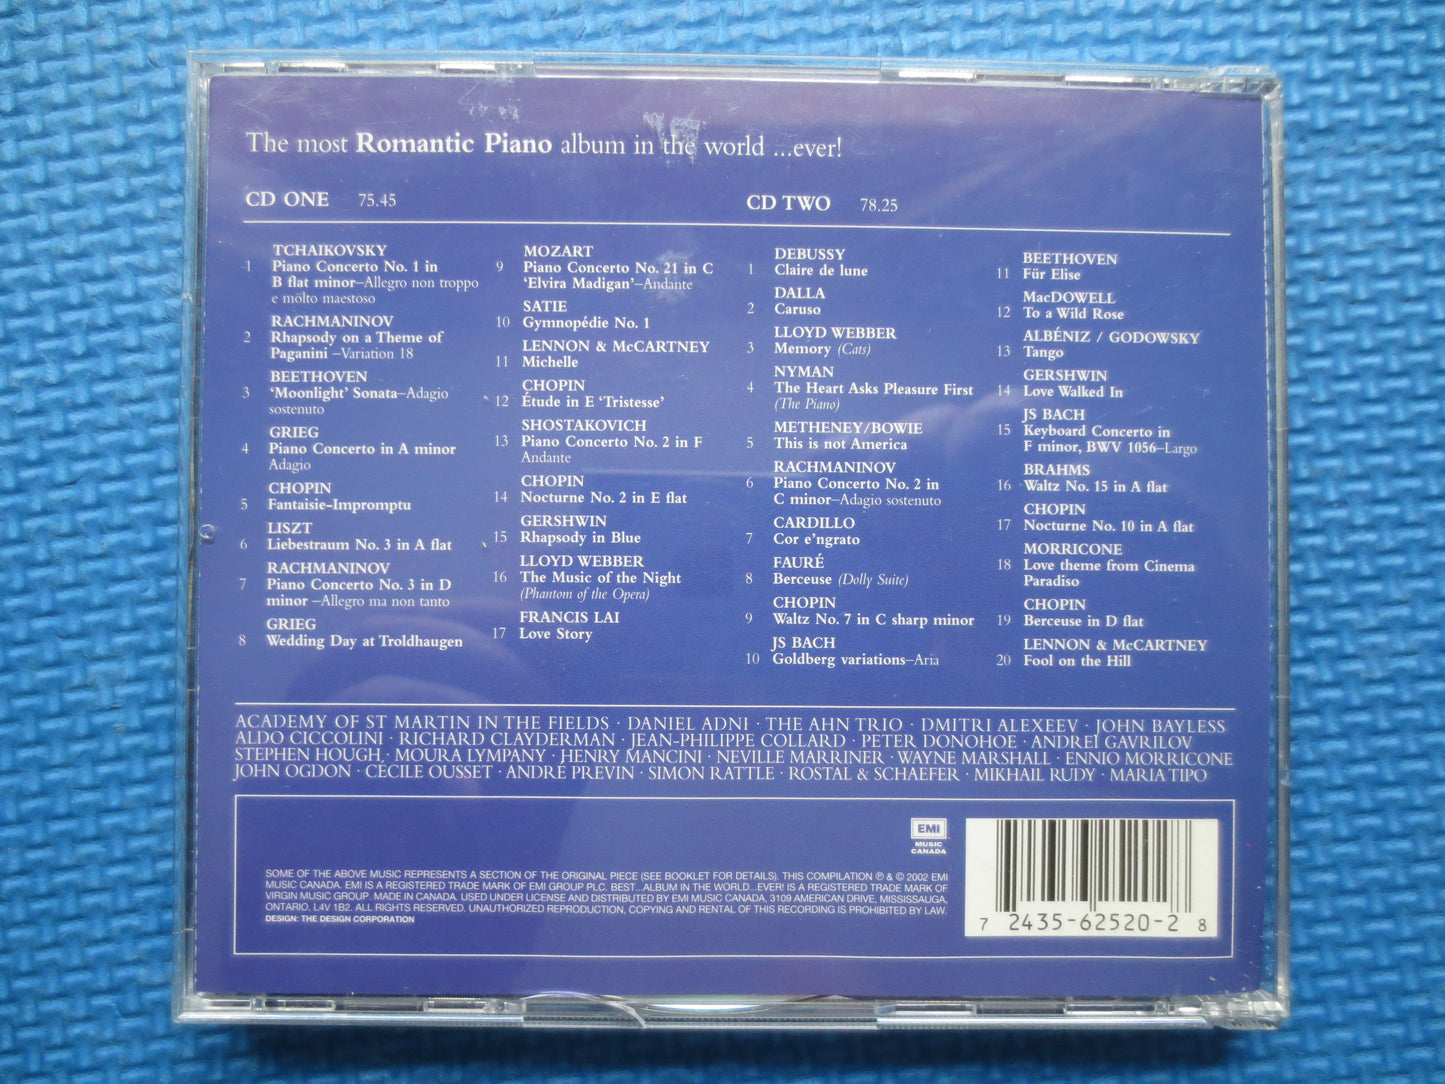 The most Romantic Piano album in the world ...ever!
CD ONE 75.45
TCHAIKOVSKY
1 Piano Concerto No. 1 in
B flat minor–Allegro non troppo
e molto maestoso
RACHMANINOV
2 Rhapsody on a Theme of
Paganini –Variation 18
BEETHOVEN
3 'Moonlight' Sonata–Adagio
sostenuto
GRIEG
4 Piano Concerto in A minor
Adagio
CHOPIN
5 Fantaisie-Impromptu
LISZT
6 Liebestraum No. 3 in A flat
RACHMANINOV
7 Piano Concerto No. 3 in D
minor –Allegro ma non tanto
GRIEG
8 Wedding Day at Troldhaugen
MOZART
9 Piano Concerto No. 21 in C
'Elvira Madigan'–Andante
SATIE
10 Gymnopédie No. 1
LENNON & McCARTNEY
11 Michelle
CHOPIN
12 Étude in E 'Tristesse'
SHOSTAKOVICH
13 Piano Concerto No. 2 in F
Andante
CHOPIN
14 Nocturne No. 2 in E flat
GERSHWIN
15 Rhapsody in Blue
LLOYD WEBBER
16 The Music of the Night
(Phantom of the Opera)
FRANCIS LAI
17 Love Story
CD TWO 78.25
DEBUSSY
1 Claire de lune
DALLA
2 Caruso
LLOYD WEBBER
3 Memory (Cats)
NYMAN
4 The Heart Asks Pleasure First
(The Piano)
METHENEY/BOWIE
5 This is not America
RACHMANINOV
6 Piano Concerto No. 2 in
C minor–Adagio sostenuto
CARDILLO
7 Cor e'ngrato
FAURÉ
8 Berceuse (Dolly Suite)
CHOPIN
9 Waltz No. 7 in C sharp minor
JS BACH
10 Goldberg variations–Aria
BEETHOVEN
11 Für Elise
MacDOWELL
12 To a Wild Rose
ALBÉNIZ / GODOWSKY
13 Tango
GERSHWIN
14 Love Walked In
JS BACH
15 Keyboard Concerto in
F minor, BWV 1056–Largo
BRAHMS
16 Waltz No. 15 in A flat
CHOPIN
17 Nocturne No. 10 in A flat
MORRICONE
18 Love theme from Cinema
Paradiso
CHOPIN
19 Berceuse in D flat
LENNON & McCARTNEY
20 Fool on the Hill
ACADEMY OF ST MARTIN IN THE FIELDS · DANIEL ADNI · THE AHN TRIO · DMITRI ALEXEEV · JOHN BAYLESS
ALDO CICCOLINI · RICHARD CLAYDERMAN · JEAN-PHILIPPE COLLARD · PETER DONOHOE · ANDREI GAVRILOV
STEPHEN HOUGH · MOURA LYMPANY · HENRY MANCINI · NEVILLE MARRINER · WAYNE MARSHALL · ENNIO MORRICONE
JOHN OGDON · CECILE OUSSET · ANDRÉ PREVIN · SIMON RATTLE · ROSTAL & SCHAEFER · MIKHAIL RUDY · MARIA TIPO
EMI
MUSIC
CANADA
SOME OF THE ABOVE MUSIC REPRESENTS A SECTION OF THE ORIGINAL PIECE (SEE BOOKLET FOR DETAILS). THIS COMPILATION ℗ & © 2002 EMI
MUSIC CANADA. EMI IS A REGISTERED TRADE MARK OF EMI GROUP PLC. BEST...ALBUM IN THE WORLD...EVER! IS A REGISTERED TRADE MARK OF
VIRGIN MUSIC GROUP. MADE IN CANADA. USED UNDER LICENSE AND DISTRIBUTED BY EMI MUSIC CANADA, 3109 AMERICAN DRIVE, MISSISSAUGA,
ONTARIO, L4V 1B2. ALL RIGHTS RESERVED. UNAUTHORIZED REPRODUCTION, COPYING AND RENTAL OF THIS RECORDING IS PROHIBITED BY LAW.
DESIGN: THE DESIGN CORPORATION
7 2435-62520-2 8